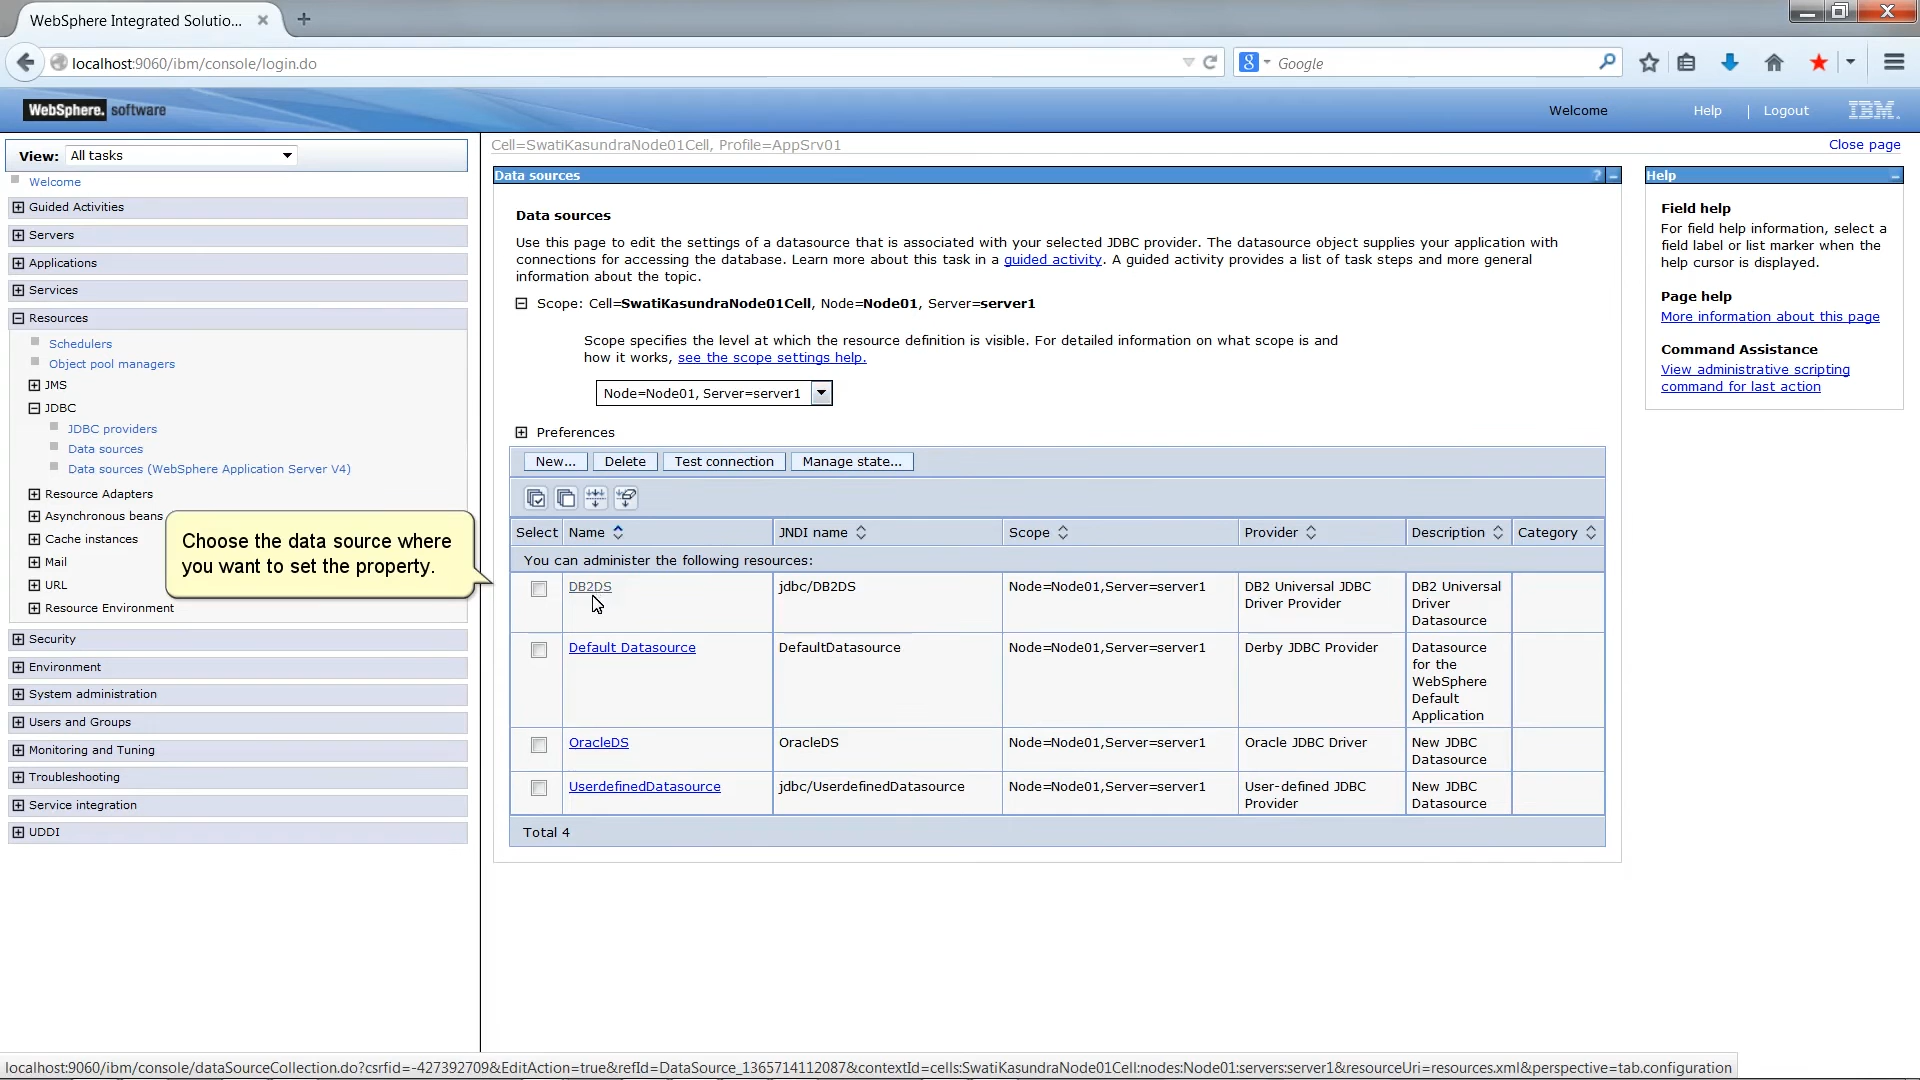 WebSphere Integrated Solutio...
localhost:9060/ibm/console/login.do
Google
WebSphere. software
Welcome
Help | Logout
IBM.
View: All tasks
Welcome
Guided Activities
Servers
Applications
Services
Resources
Schedulers
Object pool managers
JMS
JDBC
JDBC providers
Data sources
Data sources (WebSphere Application Server V4)
Resource Adapters
Asynchronous beans
Cache instances
Mail
URL
Resource Environment
Security
Environment
System administration
Users and Groups
Monitoring and Tuning
Troubleshooting
Service integration
UDDI
Choose the data source where
you want to set the property.
Cell=SwatiKasundraNode01Cell, Profile=AppSrv01
Close page
Data sources
?
Data sources
Use this page to edit the settings of a datasource that is associated with your selected JDBC provider. The datasource object supplies your application with
connections for accessing the database. Learn more about this task in a guided activity. A guided activity provides a list of task steps and more general
information about the topic.
Scope: Cell=SwatiKasundraNode01Cell, Node=Node01, Server=server1
Scope specifies the level at which the resource definition is visible. For detailed information on what scope is and
how it works, see the scope settings help.
Node=Node01, Server=server1
Preferences
New... Delete Test connection Manage state...
Select Name JNDI name Scope Provider Description Category
You can administer the following resources:
DB2DS jdbc/DB2DS Node=Node01,Server=server1 DB2 Universal JDBC DB2 Universal
Driver Provider Driver
Datasource
Default Datasource DefaultDatasource Node=Node01,Server=server1 Derby JDBC Provider Datasource
for the
WebSphere
Default
Application
OracleDS OracleDS Node=Node01,Server=server1 Oracle JDBC Driver New JDBC
Datasource
UserdefinedDatasource jdbc/UserdefinedDatasource Node=Node01,Server=server1 User-defined JDBC New JDBC
Provider Datasource
Total 4
Help
Field help
For field help information, select a
field label or list marker when the
help cursor is displayed.
Page help
More information about this page
Command Assistance
View administrative scripting
command for last action
localhost:9060/ibm/console/dataSourceCollection.do?csrfid=-427392709&EditAction=true&refId=DataSource_1365714112087&contextId=cells:SwatiKasundraNode01Cell:nodes:Node01:servers:server1&resourceUri=resources.xml&perspective=tab.configuration